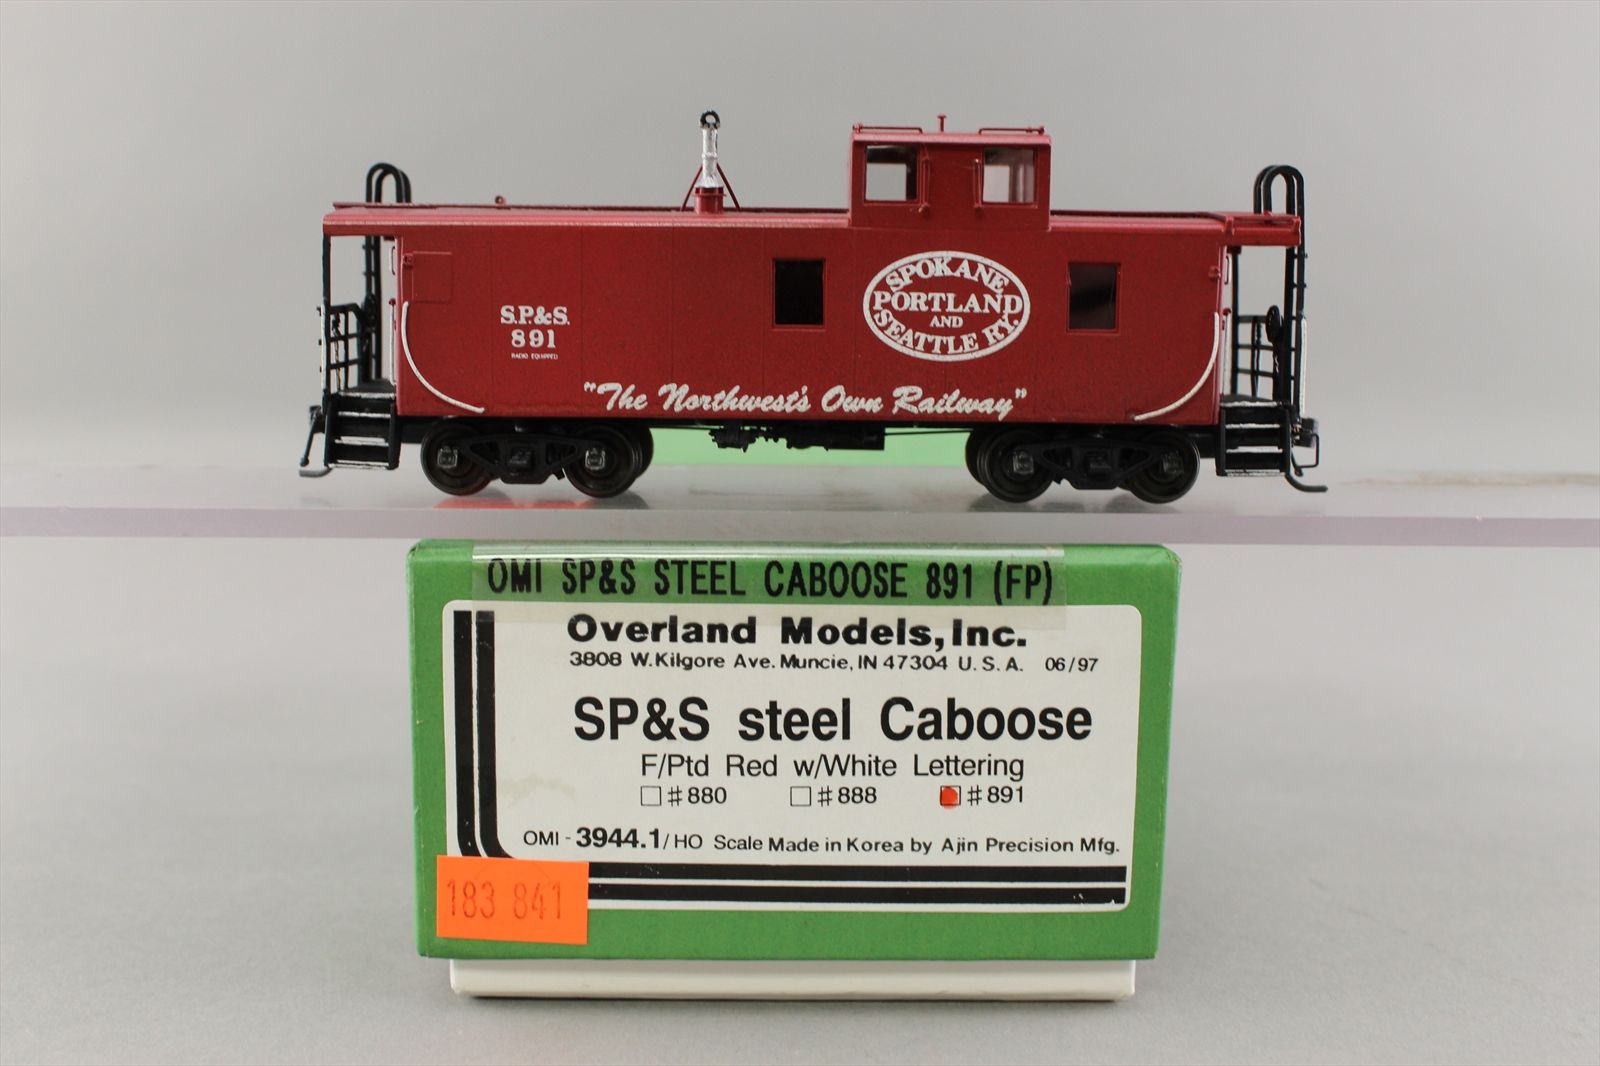 S.P.&S.
891
RADIO EQUIPPED
SPOKANE
PORTLAND
AND
SEATTLE RY.
"The Northwest's Own Railway"
OMI SP&S STEEL CABOOSE 891 (FP)
Overland Models, Inc.
3808 W. Kilgore Ave. Muncie, IN 47304 U.S.A. 06/97
SP&S steel Caboose
F/Ptd Red w/White Lettering
#880 #888 #891
OMI - 3944.1/HO Scale Made in Korea by Ajin Precision Mfg.
183 841